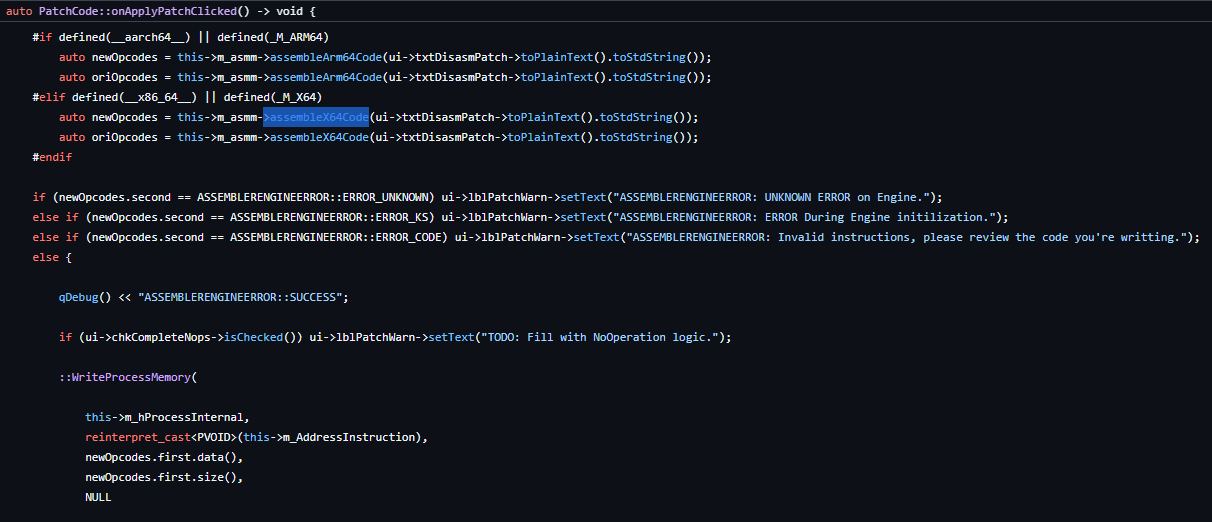 auto PatchCode::onApplyPatchClicked() -> void {
#if defined(__aarch64__) || defined(_M_ARM64)
auto newOpcodes = this->m_asmm->assembleArm64Code(ui->txtDisasmPatch->toPlainText().toStdString());
auto oriOpcodes = this->m_asmm->assembleArm64Code(ui->txtDisasmPatch->toPlainText().toStdString());
#elif defined(__x86_64__) || defined(_M_X64)
auto newOpcodes = this->m_asmm->assembleX64Code(ui->txtDisasmPatch->toPlainText().toStdString());
auto oriOpcodes = this->m_asmm->assembleX64Code(ui->txtDisasmPatch->toPlainText().toStdString());
#endif
if (newOpcodes.second == ASSEMBLERENGINEERROR::ERROR_UNKNOWN) ui->lblPatchWarn->setText("ASSEMBLERENGINEERROR: UNKNOWN ERROR on Engine.");
else if (newOpcodes.second == ASSEMBLERENGINEERROR::ERROR_KS) ui->lblPatchWarn->setText("ASSEMBLERENGINEERROR: ERROR During Engine initilization.");
else if (newOpcodes.second == ASSEMBLERENGINEERROR::ERROR_CODE) ui->lblPatchWarn->setText("ASSEMBLERENGINEERROR: Invalid instructions, please review the code you're writting.");
else {
qDebug() << "ASSEMBLERENGINEERROR::SUCCESS";
if (ui->chkCompleteNops->isChecked()) ui->lblPatchWarn->setText("TODO: Fill with NoOperation logic.");
::WriteProcessMemory(
this->m_hProcessInternal,
reinterpret_cast<PVOID>(this->m_AddressInstruction),
newOpcodes.first.data(),
newOpcodes.first.size(),
NULL